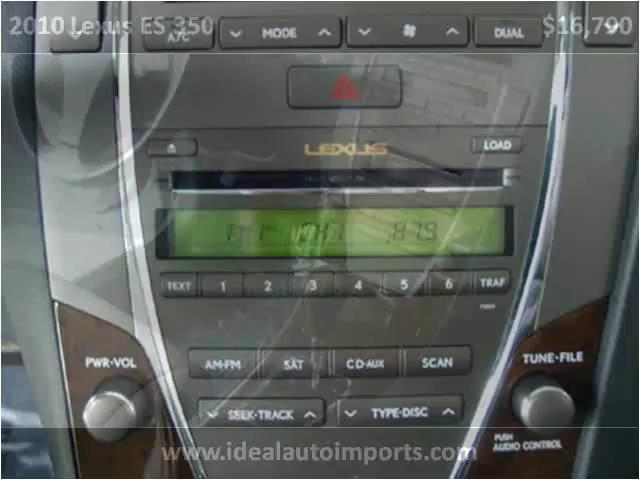 2010 Lexus ES 350 $16,790
A/C MODE DUAL
LEXUS LOAD
87.9
TEXT 1 2 3 4 5 6 TRAF
PWR·VOL AM·FM SAT CD·AUX SCAN TUNE·FILE
SEEK·TRACK TYPE·DISC
PUSH
AUDIO CONTROL
www.idealautoimports.com